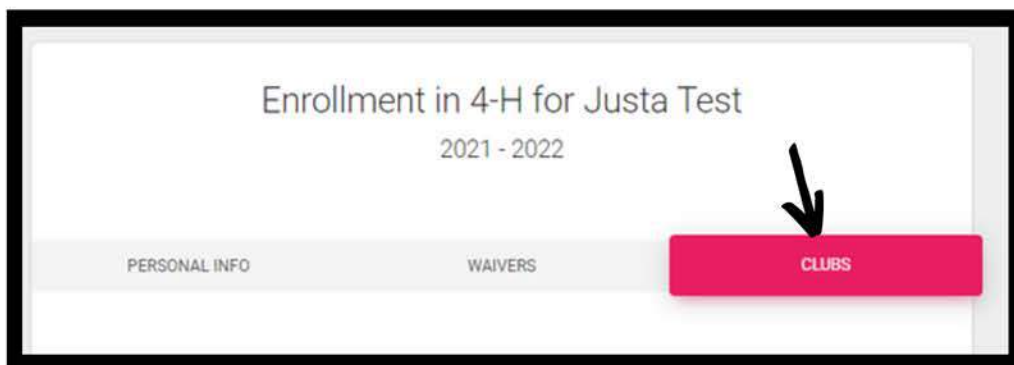 Enrollment in 4-H for Justa Test
2021 - 2022
PERSONAL INFO WAIVERS CLUBS